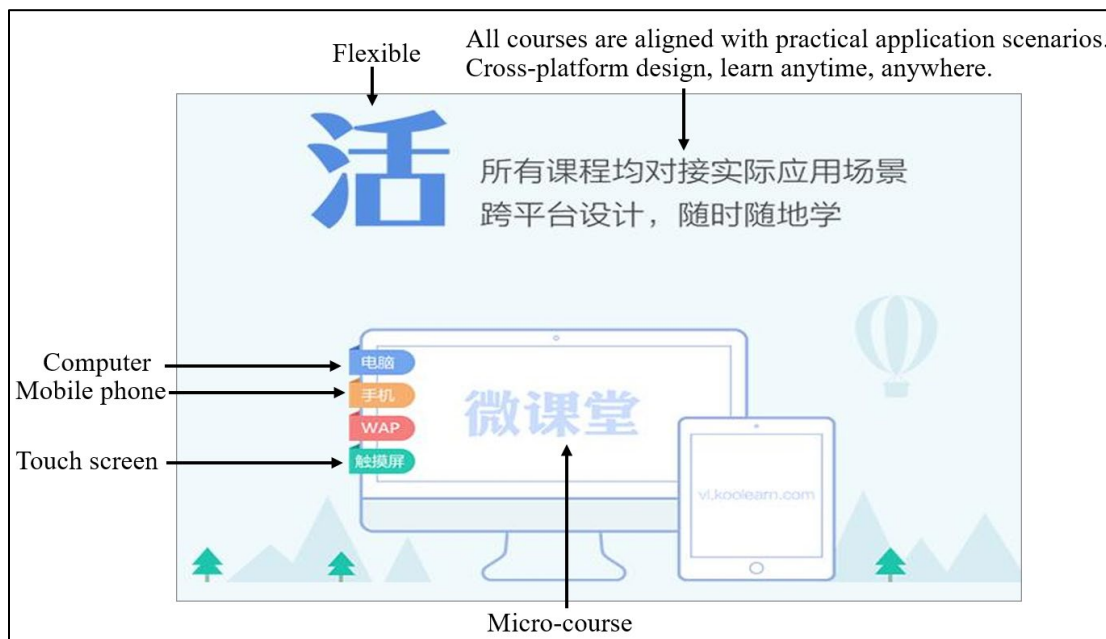 Flexible
All courses are aligned with practical application scenarios.
Cross-platform design, learn anytime, anywhere.
活
所有课程均对接实际应用场景
跨平台设计，随时随地学
Computer
电脑
Mobile phone
手机
微课堂
WAP
Touch screen
触摸屏
vi.koolearn.com
Micro-course